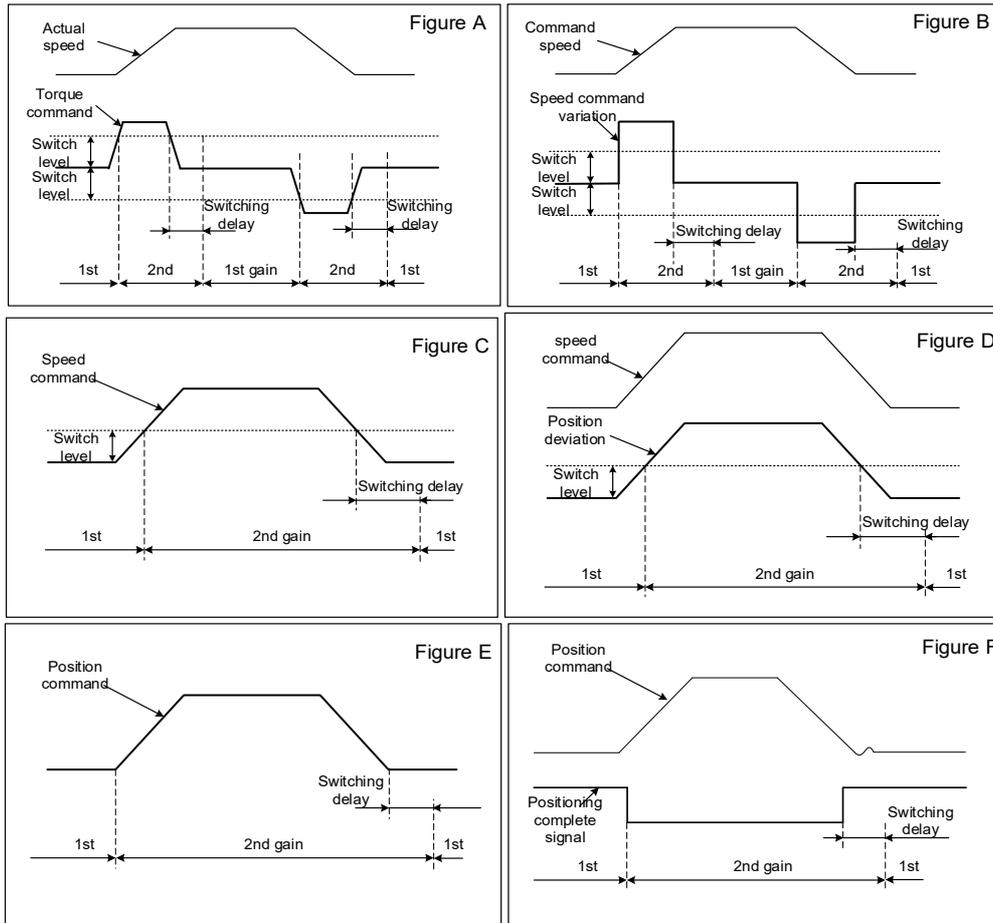 Figure A
Actual
speed
Torque
command
Switch
level
Switch
level
Switching
delay
Switching
delay
1st
2nd
1st gain
2nd
1st
Figure B
Command
speed
Speed command
variation
Switch
level
Switch
level
Switching delay
Switching
delay
1st
2nd
1st gain
2nd
1st
Figure C
Speed
command
Switch
level
Switching delay
1st
2nd gain
1st
Figure D
speed
command
Position
deviation
Switch
level
Switching delay
1st
2nd gain
1st
Figure E
Position
command
Switching
delay
1st
2nd gain
1st
Figure F
Position
command
Positioning
complete
signal
Switching
delay
1st
2nd gain
1st